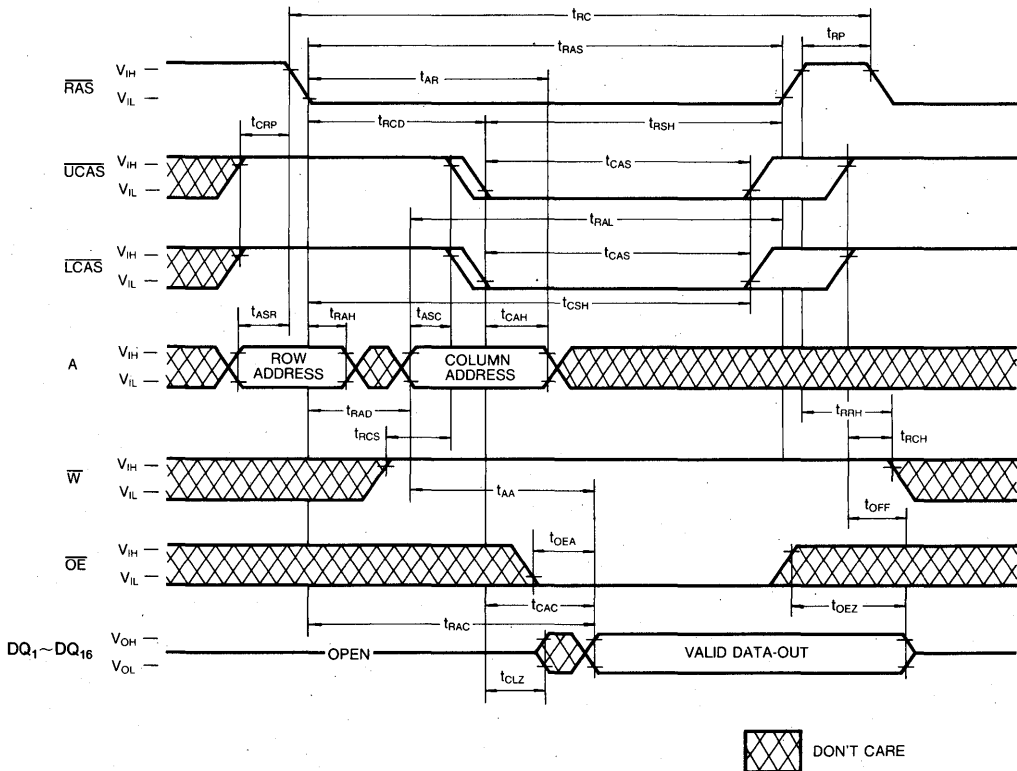 tRC
tRP
tRAS
VIH
tAR
RAS
VIL
tCRP
tRCD
tRSH
VIH
UCAS
tCAS
VIL
tRAL
VIH
LCAS
tCAS
VIL
tCSH
tASR
tRAH
tASC
tCAH
VIH
A
ROW ADDRESS
COLUMN ADDRESS
VIL
tRAD
tRRH
tRCS
tRCH
VIH
W
VIL
tAA
tOFF
tOEA
VIH
OE
VIL
tCAC
tOEZ
tRAC
VOH
DQ1~DQ16
OPEN
VALID DATA-OUT
VOL
tCLZ
DON'T CARE